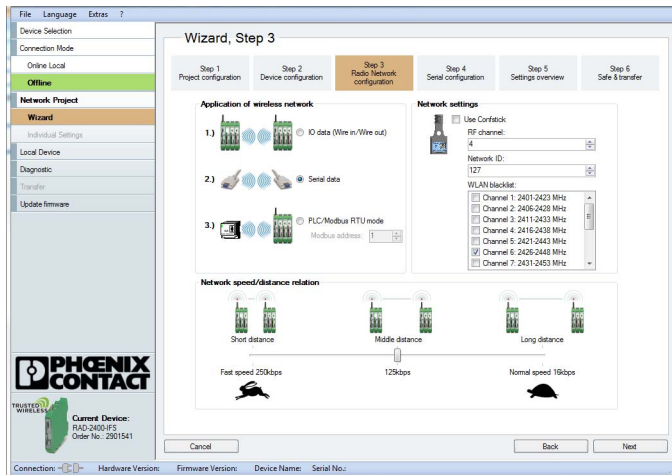 File Language Extras ?
Device Selection
Connection Mode
Online Local
Offline
Network Project
Wizard
Individual Settings
Local Device
Diagnostic
Transfer
Update firmware
PHŒNIX
CONTACT
TRUSTED
WIRELESS
Current Device:
RAD-2400-IFS
Order No.: 2901541
Wizard, Step 3
Step 1
Project configuration
Step 2
Device configuration
Step 3
Radio Network
configuration
Step 4
Serial configuration
Step 5
Settings overview
Step 6
Safe & transfer
Application of wireless network
1.) IO data (Wire in/Wire out)
2.) Serial data
3.) PLC/Modbus RTU mode
Modbus address: 1
Network settings
Use Confstick
RF channel:
4
Network ID:
127
WLAN blacklist:
Channel 1: 2401-2423 MHz
Channel 2: 2406-2428 MHz
Channel 3: 2411-2433 MHz
Channel 4: 2416-2438 MHz
Channel 5: 2421-2443 MHz
Channel 6: 2426-2448 MHz
Channel 7: 2431-2453 MHz
Network speed/distance relation
Short distance Middle distance Long distance
Fast speed 250kbps 125kbps Normal speed 16kbps
Cancel Back Next
Connection: Hardware Version: Firmware Version: Device Name: Serial No.: